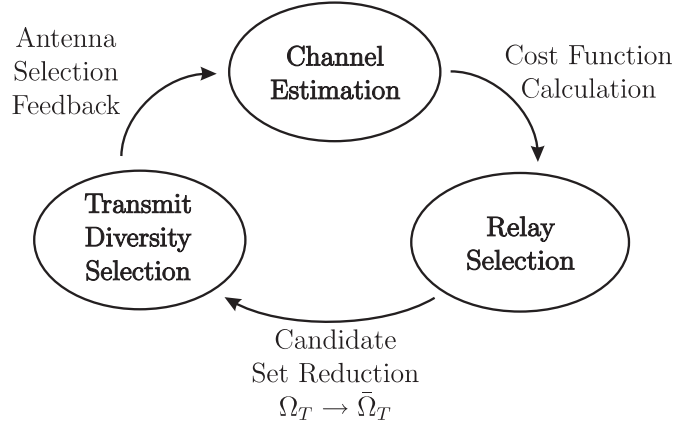 Antenna
Selection
Feedback
Channel
Estimation
Cost Function
Calculation
Transmit
Diversity
Selection
Relay
Selection
Candidate
Set Reduction
Ω_T → Ω̄_T